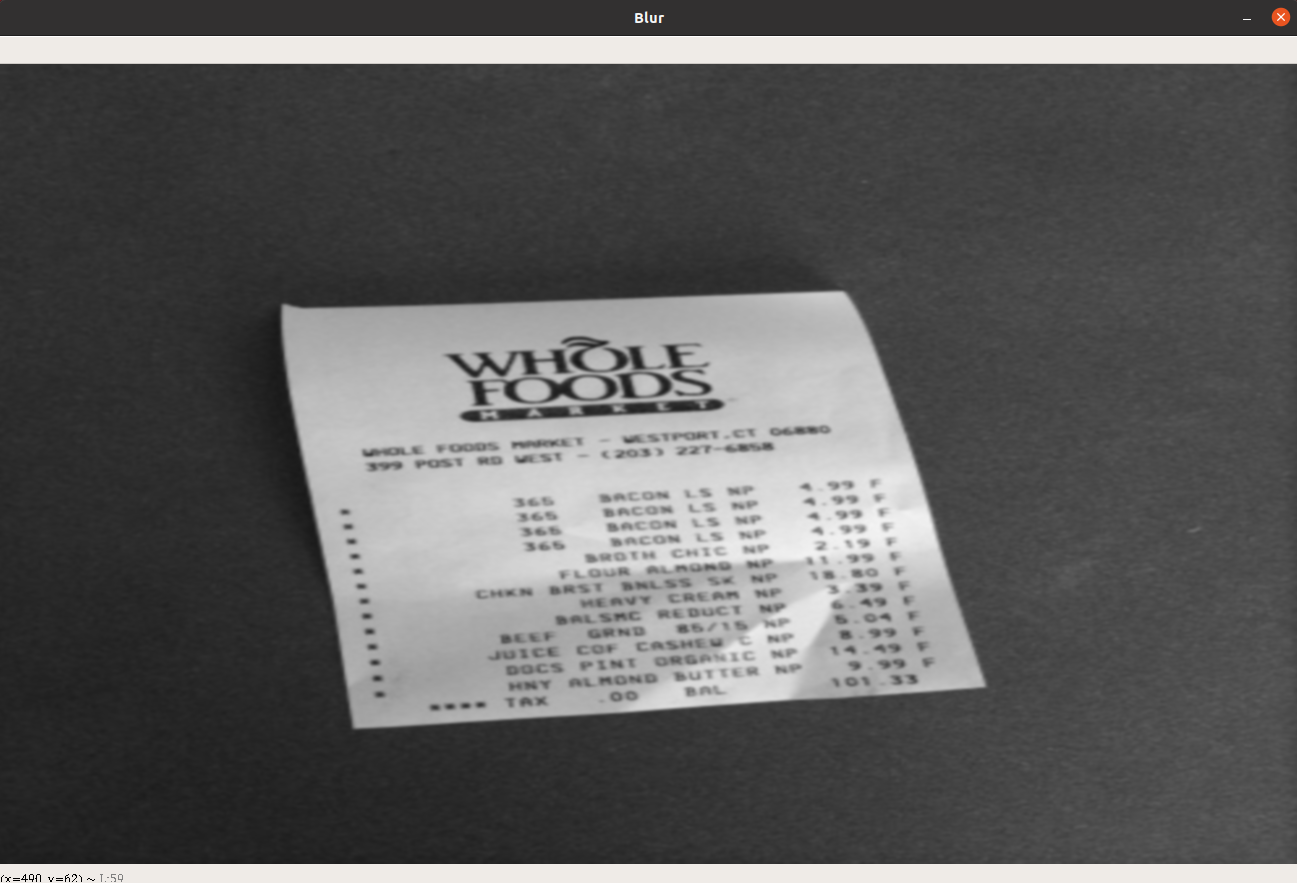 Blur
WHOLE
FOODS
MARKET
WHOLE FOODS MARKET - WESTPORT,CT 06880
399 POST RD WEST - (203) 227-6858
365 BACON LS NP 4.99 F
365 BACON LS NP 4.99 F
365 BACON LS NP 4.99 F
365 BACON LS NP 4.99 F
BROTH CHIC NP 2.19 F
FLOUR ALMOND NP 11.99 F
CHKN BRST BNLSS SK NP 18.80 F
HEAVY CREAM NP 3.39 F
BALSMC REDUCT NP 6.49 F
BEEF GRND 85/15 NP 5.04 F
JUICE COF CASHEW C NP 8.99 F
DOCS PINT ORGANIC NP 14.49 F
HNY ALMOND BUTTER NP 9.99 F
**** TAX .00 BAL 101.33
(x=490, y=62) ~ L:59